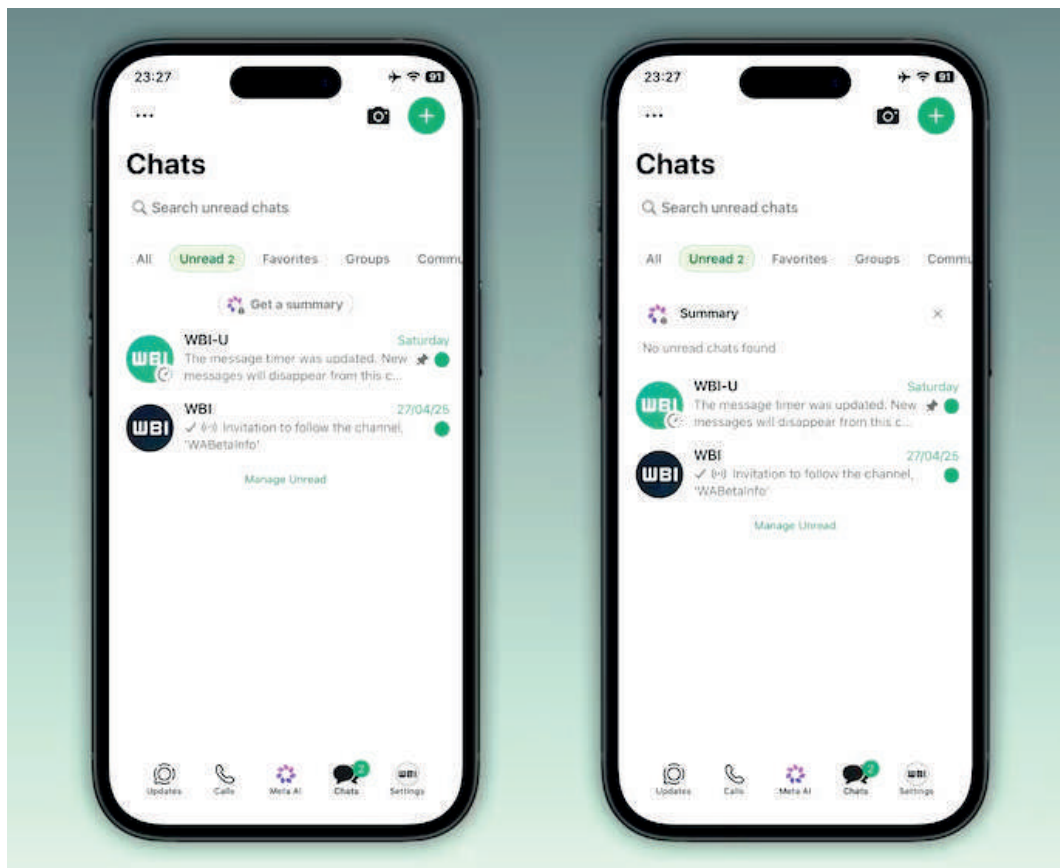 23:27
91
Chats
Search unread chats
All Unread 2 Favorites Groups Commu
Get a summary
WBI-U Saturday
WBI The message timer was updated. New
messages will disappear from this c...
WBI 27/04/25
WBI ✓ Invitation to follow the channel,
'WABetaInfo'
Manage Unread
2
WBI
Updates Calls Meta AI Chats Settings
23:27
91
Chats
Search unread chats
All Unread 2 Favorites Groups Commu
Summary
No unread chats found
WBI-U Saturday
WBI The message timer was updated. New
messages will disappear from this c...
WBI 27/04/25
WBI ✓ Invitation to follow the channel,
'WABetaInfo'
Manage Unread
2
WBI
Updates Calls Meta AI Chats Settings